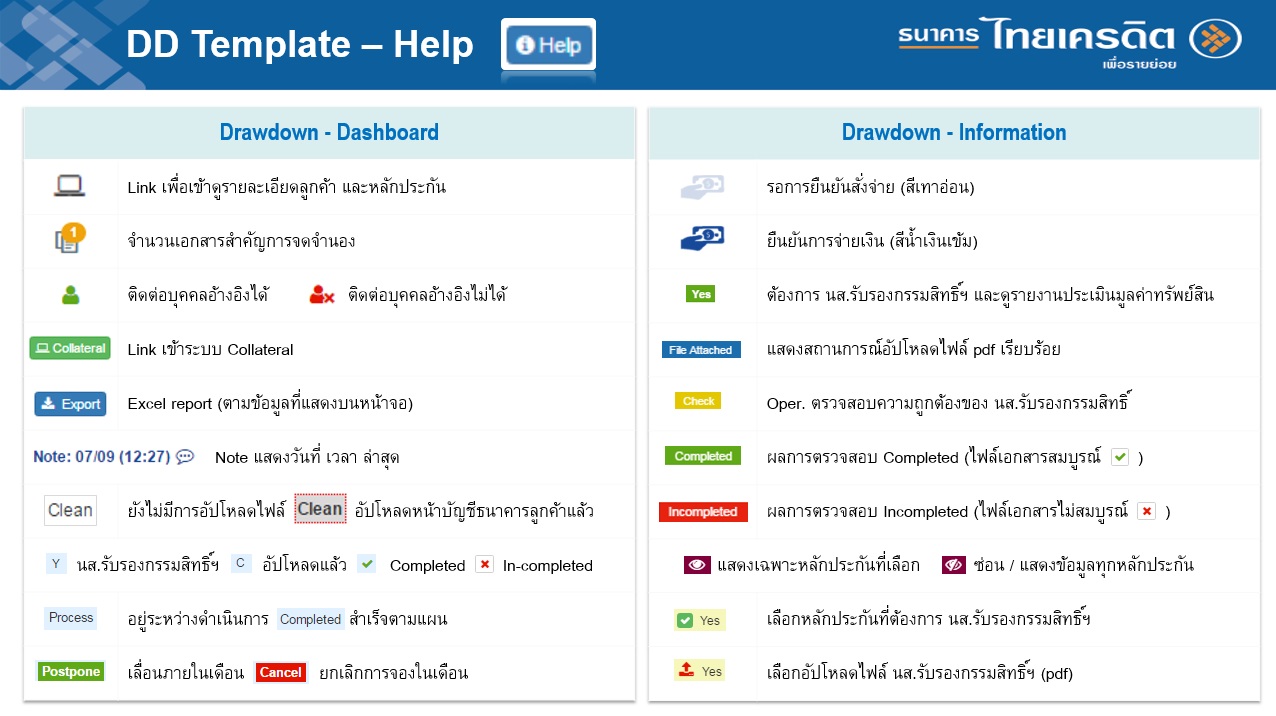 DD Template – Help
Help
ธนาคาร ไทยเครดิต
เพื่อรายย่อย
Drawdown - Dashboard
Link เพื่อเข้าดูรายละเอียดลูกค้า และหลักประกัน
1 จำนวนเอกสารสำคัญการจดจำนอง
ติดต่อบุคคลอ้างอิงได้ ติดต่อบุคคลอ้างอิงไม่ได้
Collateral Link เข้าระบบ Collateral
Export Excel report (ตามข้อมูลที่แสดงบนหน้าจอ)
Note: 07/09 (12:27) Note แสดงวันที่ เวลา ล่าสุด
Clean ยังไม่มีการอัปโหลดไฟล์ Clean อัปโหลดหน้าบัญชีธนาคารลูกค้าแล้ว
Y นส.รับรองกรรมสิทธิ์ฯ C อัปโหลดแล้ว Completed In-completed
Process อยู่ระหว่างดำเนินการ Completed สำเร็จตามแผน
Postpone เลื่อนภายในเดือน Cancel ยกเลิกการจองในเดือน
Drawdown - Information
รอการยืนยันสั่งจ่าย (สีเทาอ่อน)
ยืนยันการจ่ายเงิน (สีน้ำเงินเข้ม)
Yes ต้องการ นส.รับรองกรรมสิทธิ์ฯ และดูรายงานประเมินมูลค่าทรัพย์สิน
File Attached แสดงสถานการณ์อัปโหลดไฟล์ pdf เรียบร้อย
Check Oper. ตรวจสอบความถูกต้องของ นส.รับรองกรรมสิทธิ์
Completed ผลการตรวจสอบ Completed (ไฟล์เอกสารสมบูรณ์ )
Incompleted ผลการตรวจสอบ Incompleted (ไฟล์เอกสารไม่สมบูรณ์ )
แสดงเฉพาะหลักประกันที่เลือก ซ่อน / แสดงข้อมูลทุกหลักประกัน
Yes เลือกหลักประกันที่ต้องการ นส.รับรองกรรมสิทธิ์ฯ
Yes เลือกอัปโหลดไฟล์ นส.รับรองกรรมสิทธิ์ฯ (pdf)